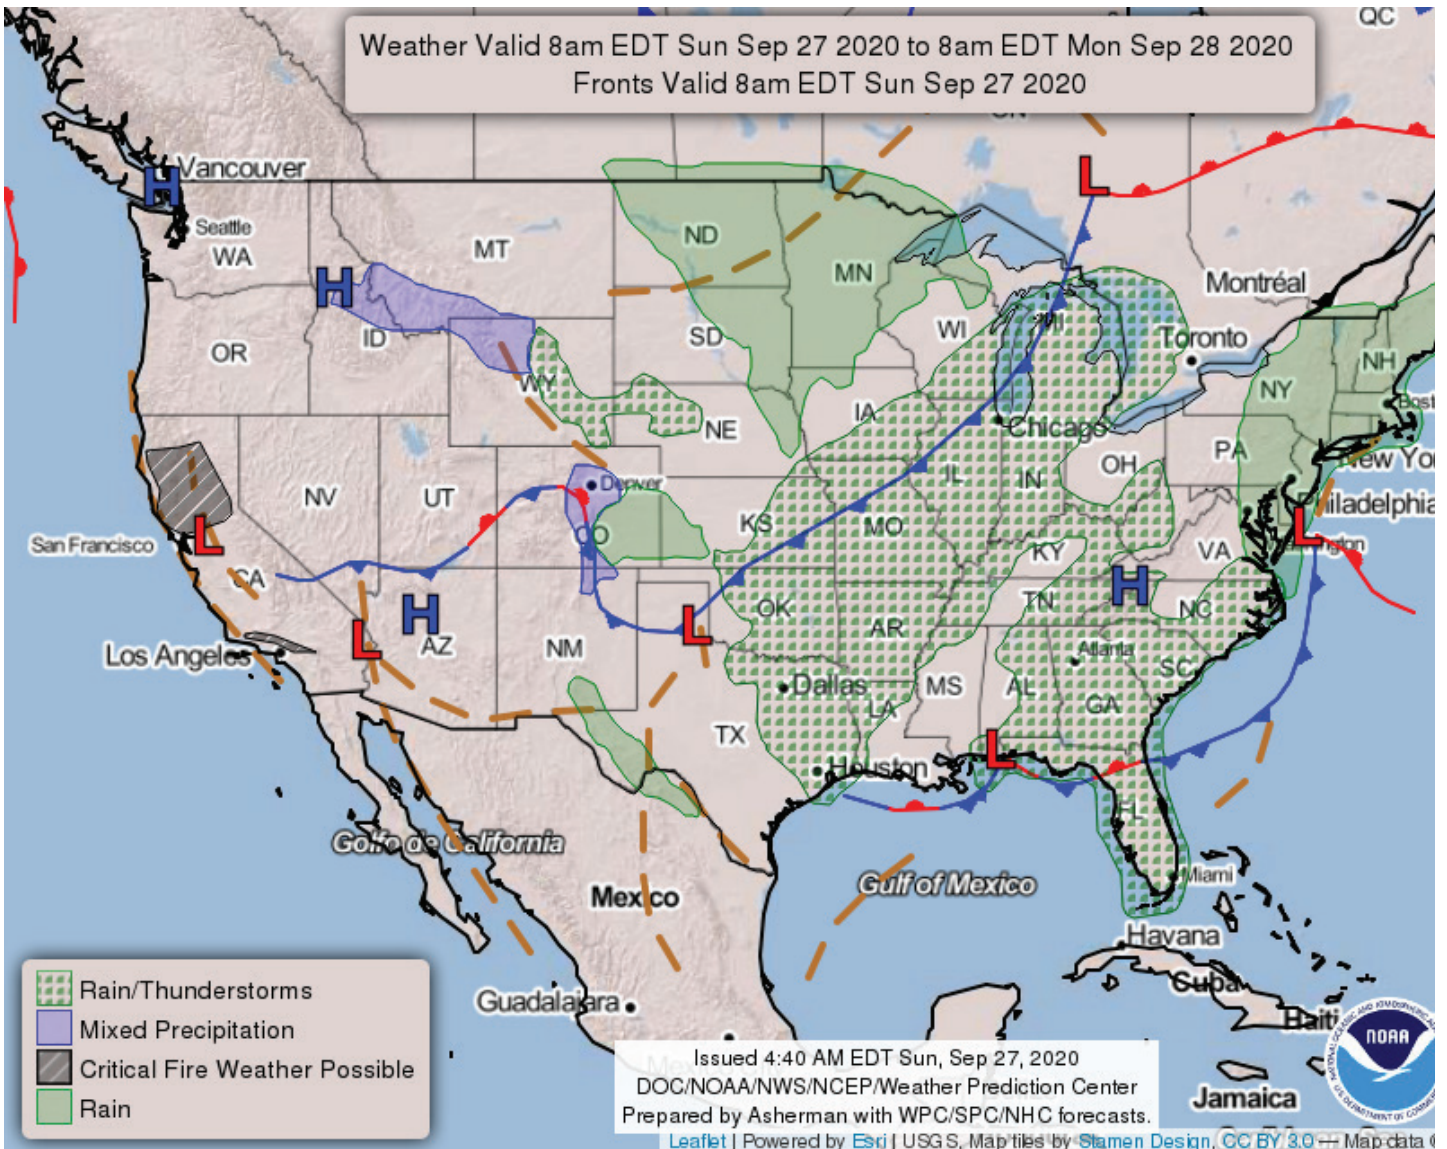 Weather Valid 8am EDT Sun Sep 27 2020 to 8am EDT Mon Sep 28 2020
Fronts Valid 8am EDT Sun Sep 27 2020
QC
Vancouver
H
L
Seattle
WA
MT
ND
MN
Montréal
H
ID
OR
SD
WI
MI
Toronto
NH
WY
NY
IA
NE
Chicago
PA
New Yo
NV
UT
Denver
IL
IN
OH
Philadelphia
San Francisco
L
CO
KS
MO
KY
VA
L
CA
H
AZ
NM
OK
AR
TN
H
NC
Los Angeles
L
L
Atlanta
SC
Dallas
MS
AL
GA
LA
TX
L
Houston
FL
Golfo de California
Gulf of Mexico
Miami
Mexico
Havana
Cuba
Guadalajara
Haiti
Jamaica
Rain/Thunderstorms
Mixed Precipitation
Critical Fire Weather Possible
Rain
NOAA
Issued 4:40 AM EDT Sun, Sep 27, 2020
DOC/NOAA/NWS/NCEP/Weather Prediction Center
Prepared by Asherman with WPC/SPC/NHC forecasts.
Leaflet | Powered by Esri | USGS, Map tiles by Stamen Design, CC BY 3.0 — Map data ©